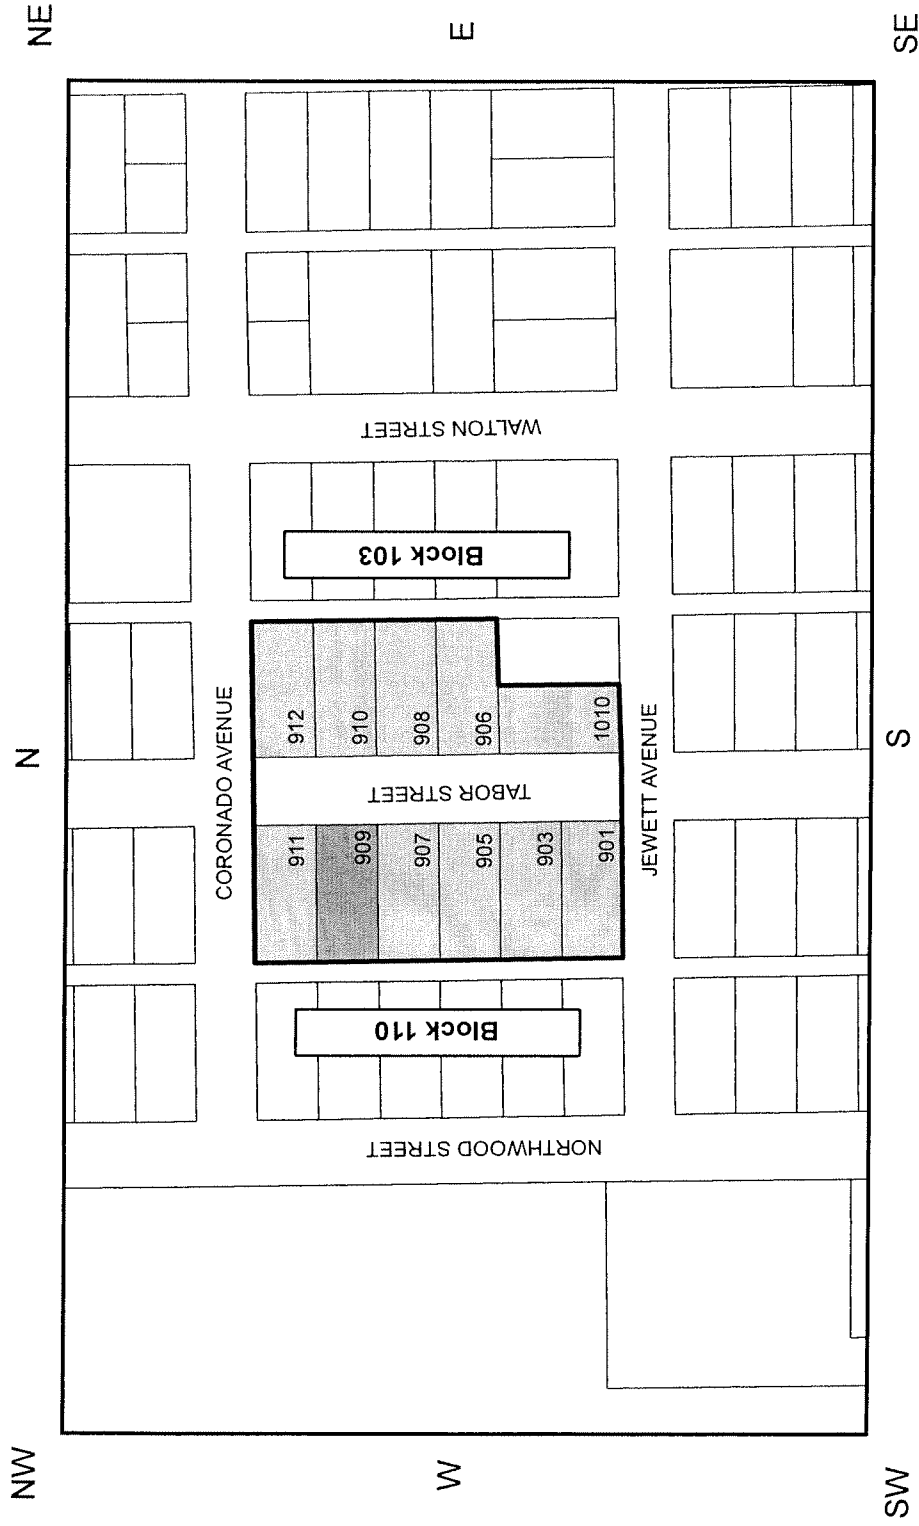 NW
N
NE
CORONADO AVENUE
911
912
909
910
907
908
905
906
903
901
1010
NORTHWOOD STREET
Block 110
TABOR STREET
Block 103
WALTON STREET
W
E
JEWETT AVENUE
SW
S
SE